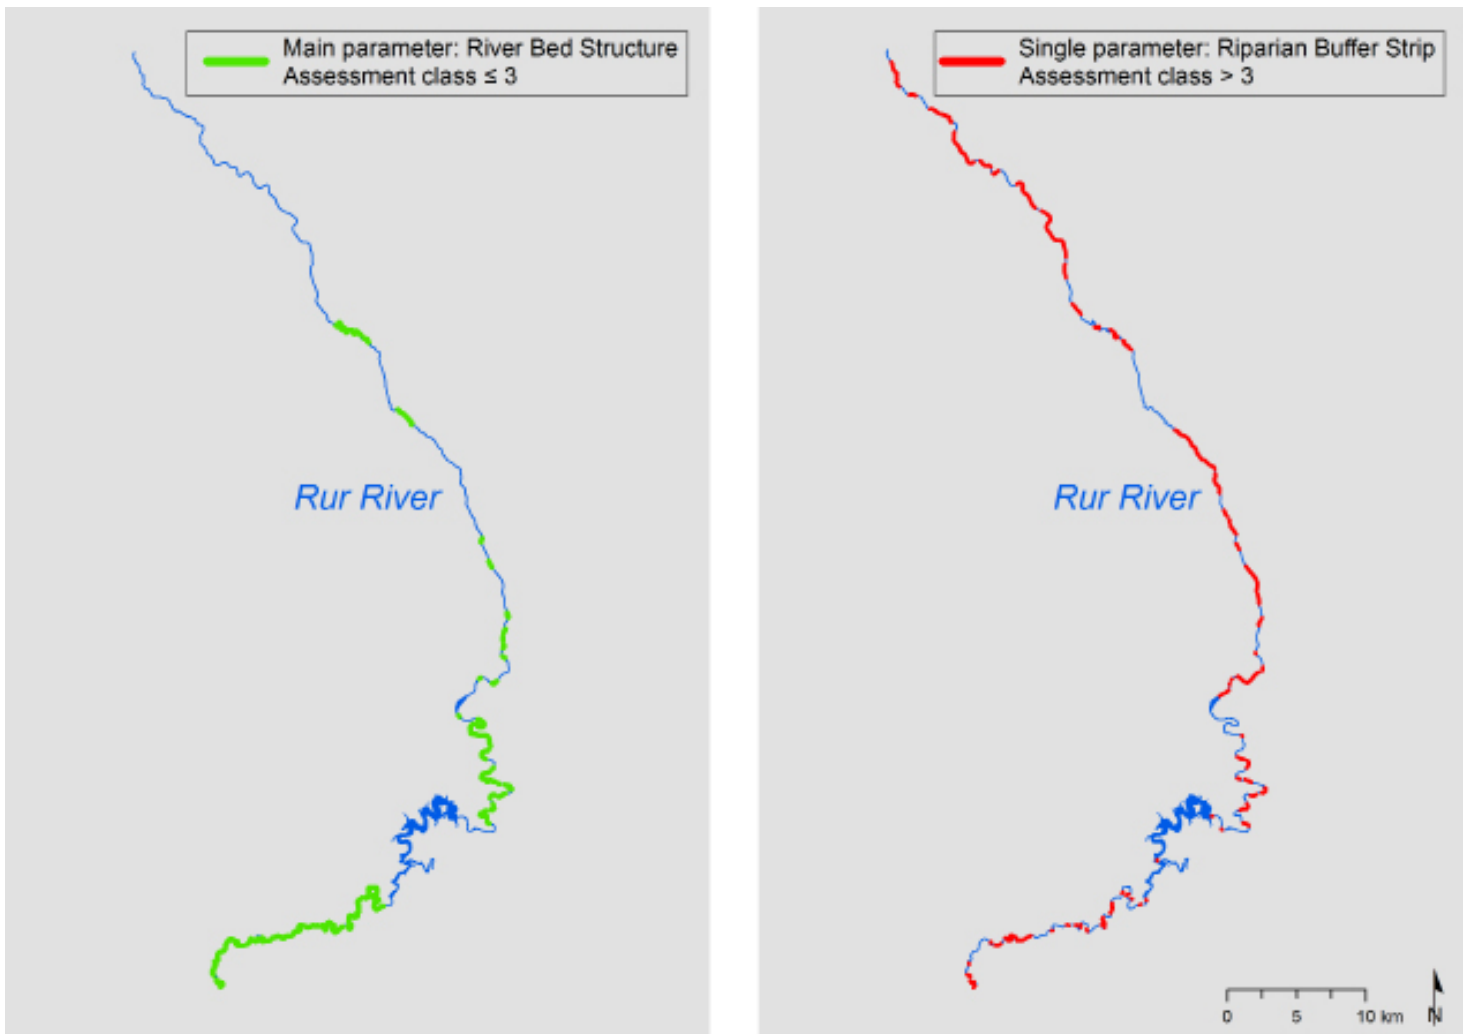 Main parameter: River Bed Structure
Assessment class ≤ 3
Rur River
Single parameter: Riparian Buffer Strip
Assessment class > 3
Rur River
0 5 10 km
N